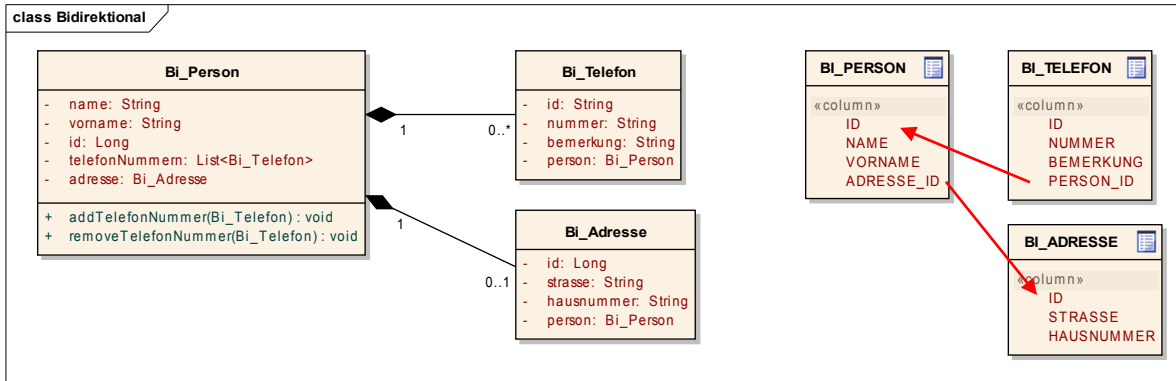 class Bidirektional
Bi_Person
- name: String
- vorname: String
- id: Long
- telefonNummern: List<Bi_Telefon>
- adresse: Bi_Adresse
+ addTelefonNummer(Bi_Telefon) : void
+ removeTelefonNummer(Bi_Telefon) : void
1
0..*
1
0..1
Bi_Telefon
- id: String
- nummer: String
- bemerkung: String
- person: Bi_Person
Bi_Adresse
- id: Long
- strasse: String
- hausnummer: String
- person: Bi_Person
BI_PERSON
«column»
ID
NAME
VORNAME
ADRESSE_ID
BI_TELEFON
«column»
ID
NUMMER
BEMERKUNG
PERSON_ID
BI_ADRESSE
«column»
ID
STRASSE
HAUSNUMMER